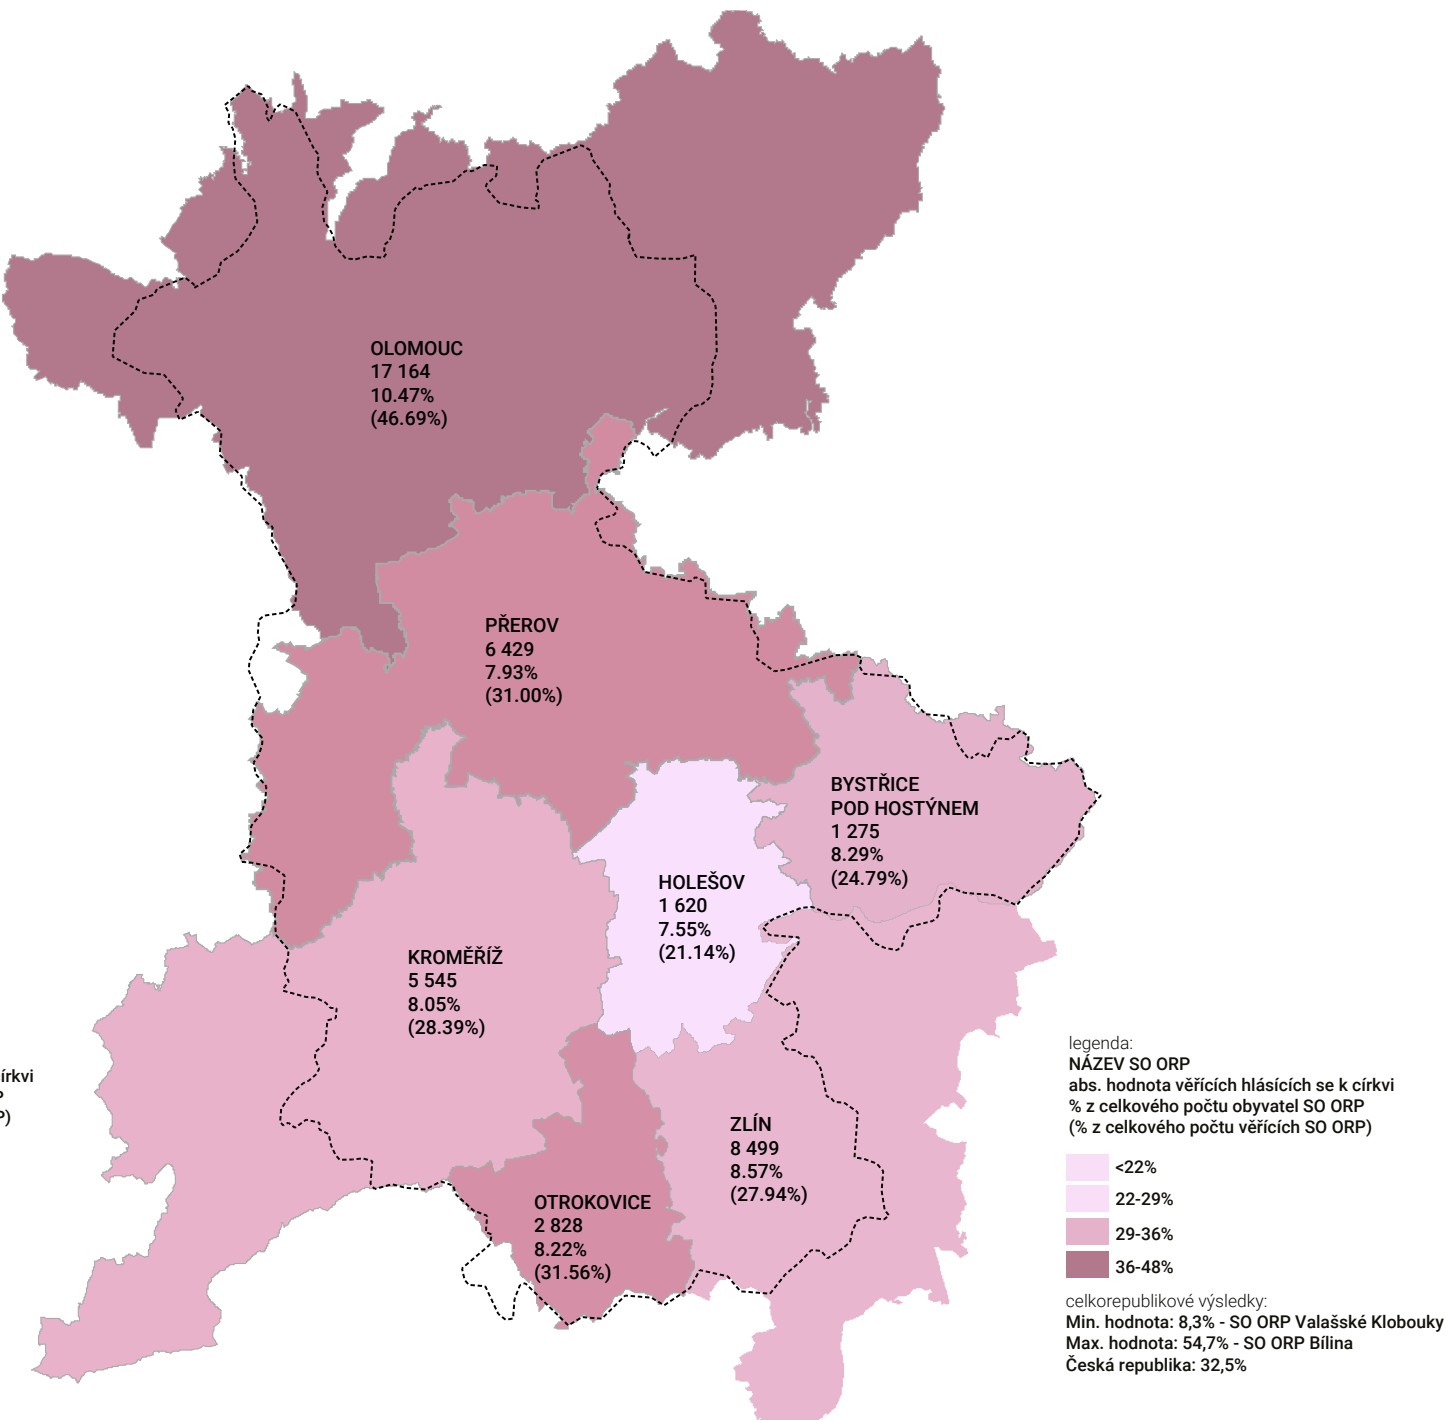 OLOMOUC
17 164
10.47%
(46.69%)
PŘEROV
6 429
7.93%
(31.00%)
BYSTŘICE
POD HOSTÝNEM
1 275
8.29%
(24.79%)
HOLEŠOV
1 620
7.55%
(21.14%)
KROMĚŘÍŽ
5 545
8.05%
(28.39%)
ZLÍN
8 499
8.57%
(27.94%)
OTROKOVICE
2 828
8.22%
(31.56%)
írkvi
P
P)
legenda:
NÁZEV SO ORP
abs. hodnota věřících hlásících se k církvi
% z celkového počtu obyvatel SO ORP
(% z celkového počtu věřících SO ORP)
<22%
22-29%
29-36%
36-48%
celkorepublikové výsledky:
Min. hodnota: 8,3% - SO ORP Valašské Klobouky
Max. hodnota: 54,7% - SO ORP Bílina
Česká republika: 32,5%